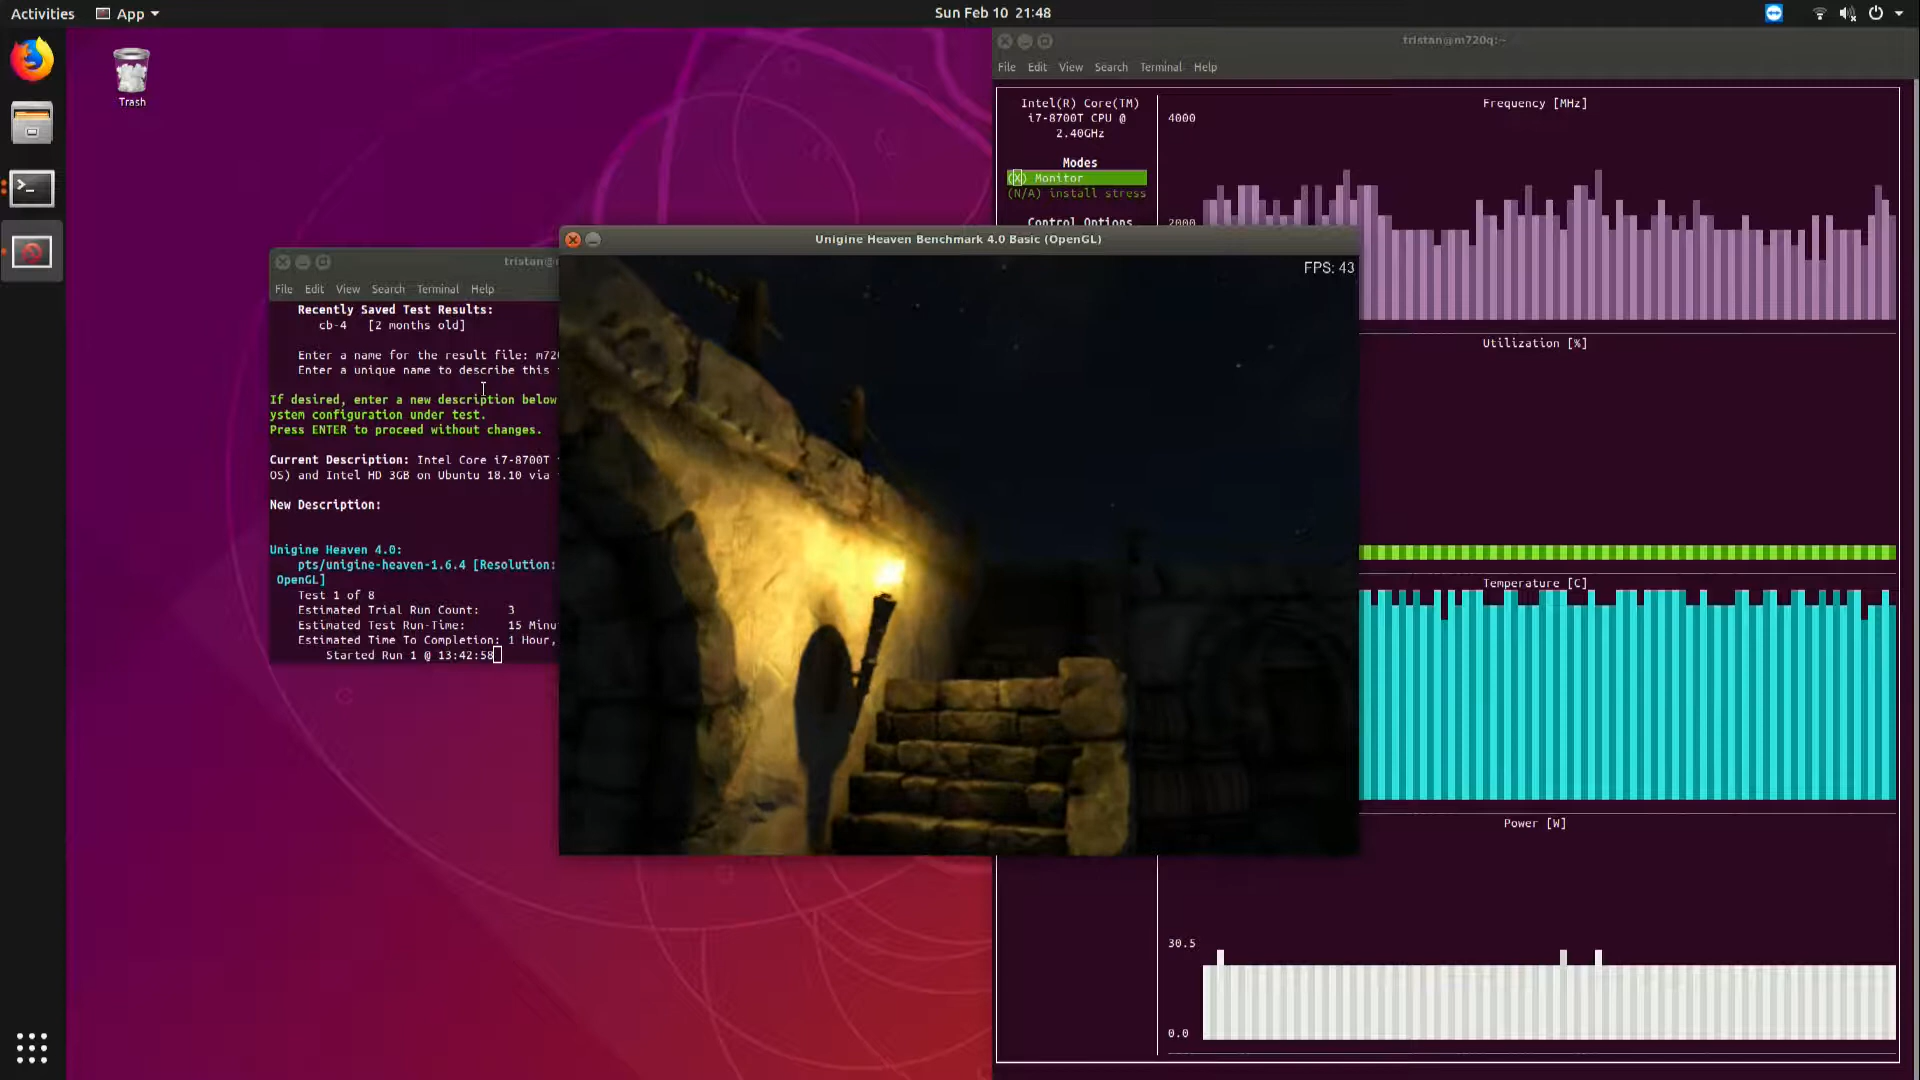 Activities
App
Sun Feb 10 21:48
Trash
tristan@m720q:~
File Edit View Search Terminal Help
Intel(R) Core(TM)
i7-8700T CPU @
2.40GHz
Modes
(X) Monitor
(N/A) install stress
Control Options
Frequency [MHz]
4000
2000
Utilization [%]
Temperature [C]
Power [W]
30.5
0.0
Unigine Heaven Benchmark 4.0 Basic (OpenGL)
FPS: 43
tristan@
File Edit View Search Terminal Help
Recently Saved Test Results:
cb-4 [2 months old]
Enter a name for the result file: m720
Enter a unique name to describe this
If desired, enter a new description below
ystem configuration under test.
Press ENTER to proceed without changes.
Current Description: Intel Core i7-8700T
OS) and Intel HD 3GB on Ubuntu 18.10 via
New Description:
Unigine Heaven 4.0:
pts/unigine-heaven-1.6.4 [Resolution:
OpenGL]
Test 1 of 8
Estimated Trial Run Count: 3
Estimated Test Run-Time: 15 Minu
Estimated Time To Completion: 1 Hour,
Started Run 1 @ 13:42:58